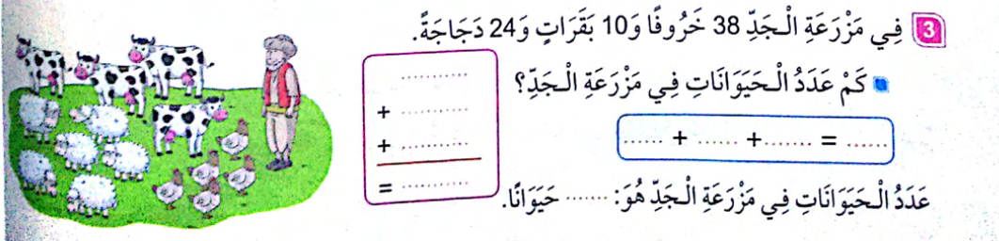 3 فِي مَزْرَعَةِ الْجَدِّ 38 خَرُوفًا وَ10 بَقَرَاتٍ وَ24 دَجَاجَةً.
كَمْ عَدَدُ الْحَيَوَانَاتِ فِي مَزْرَعَةِ الْجَدِّ؟
...... + ...... + ...... = ......
............
+ ............
+ ............
= ............
عَدَدُ الْحَيَوَانَاتِ فِي مَزْرَعَةِ الْجَدِّ هُوَ: ...... حَيَوَانًا.